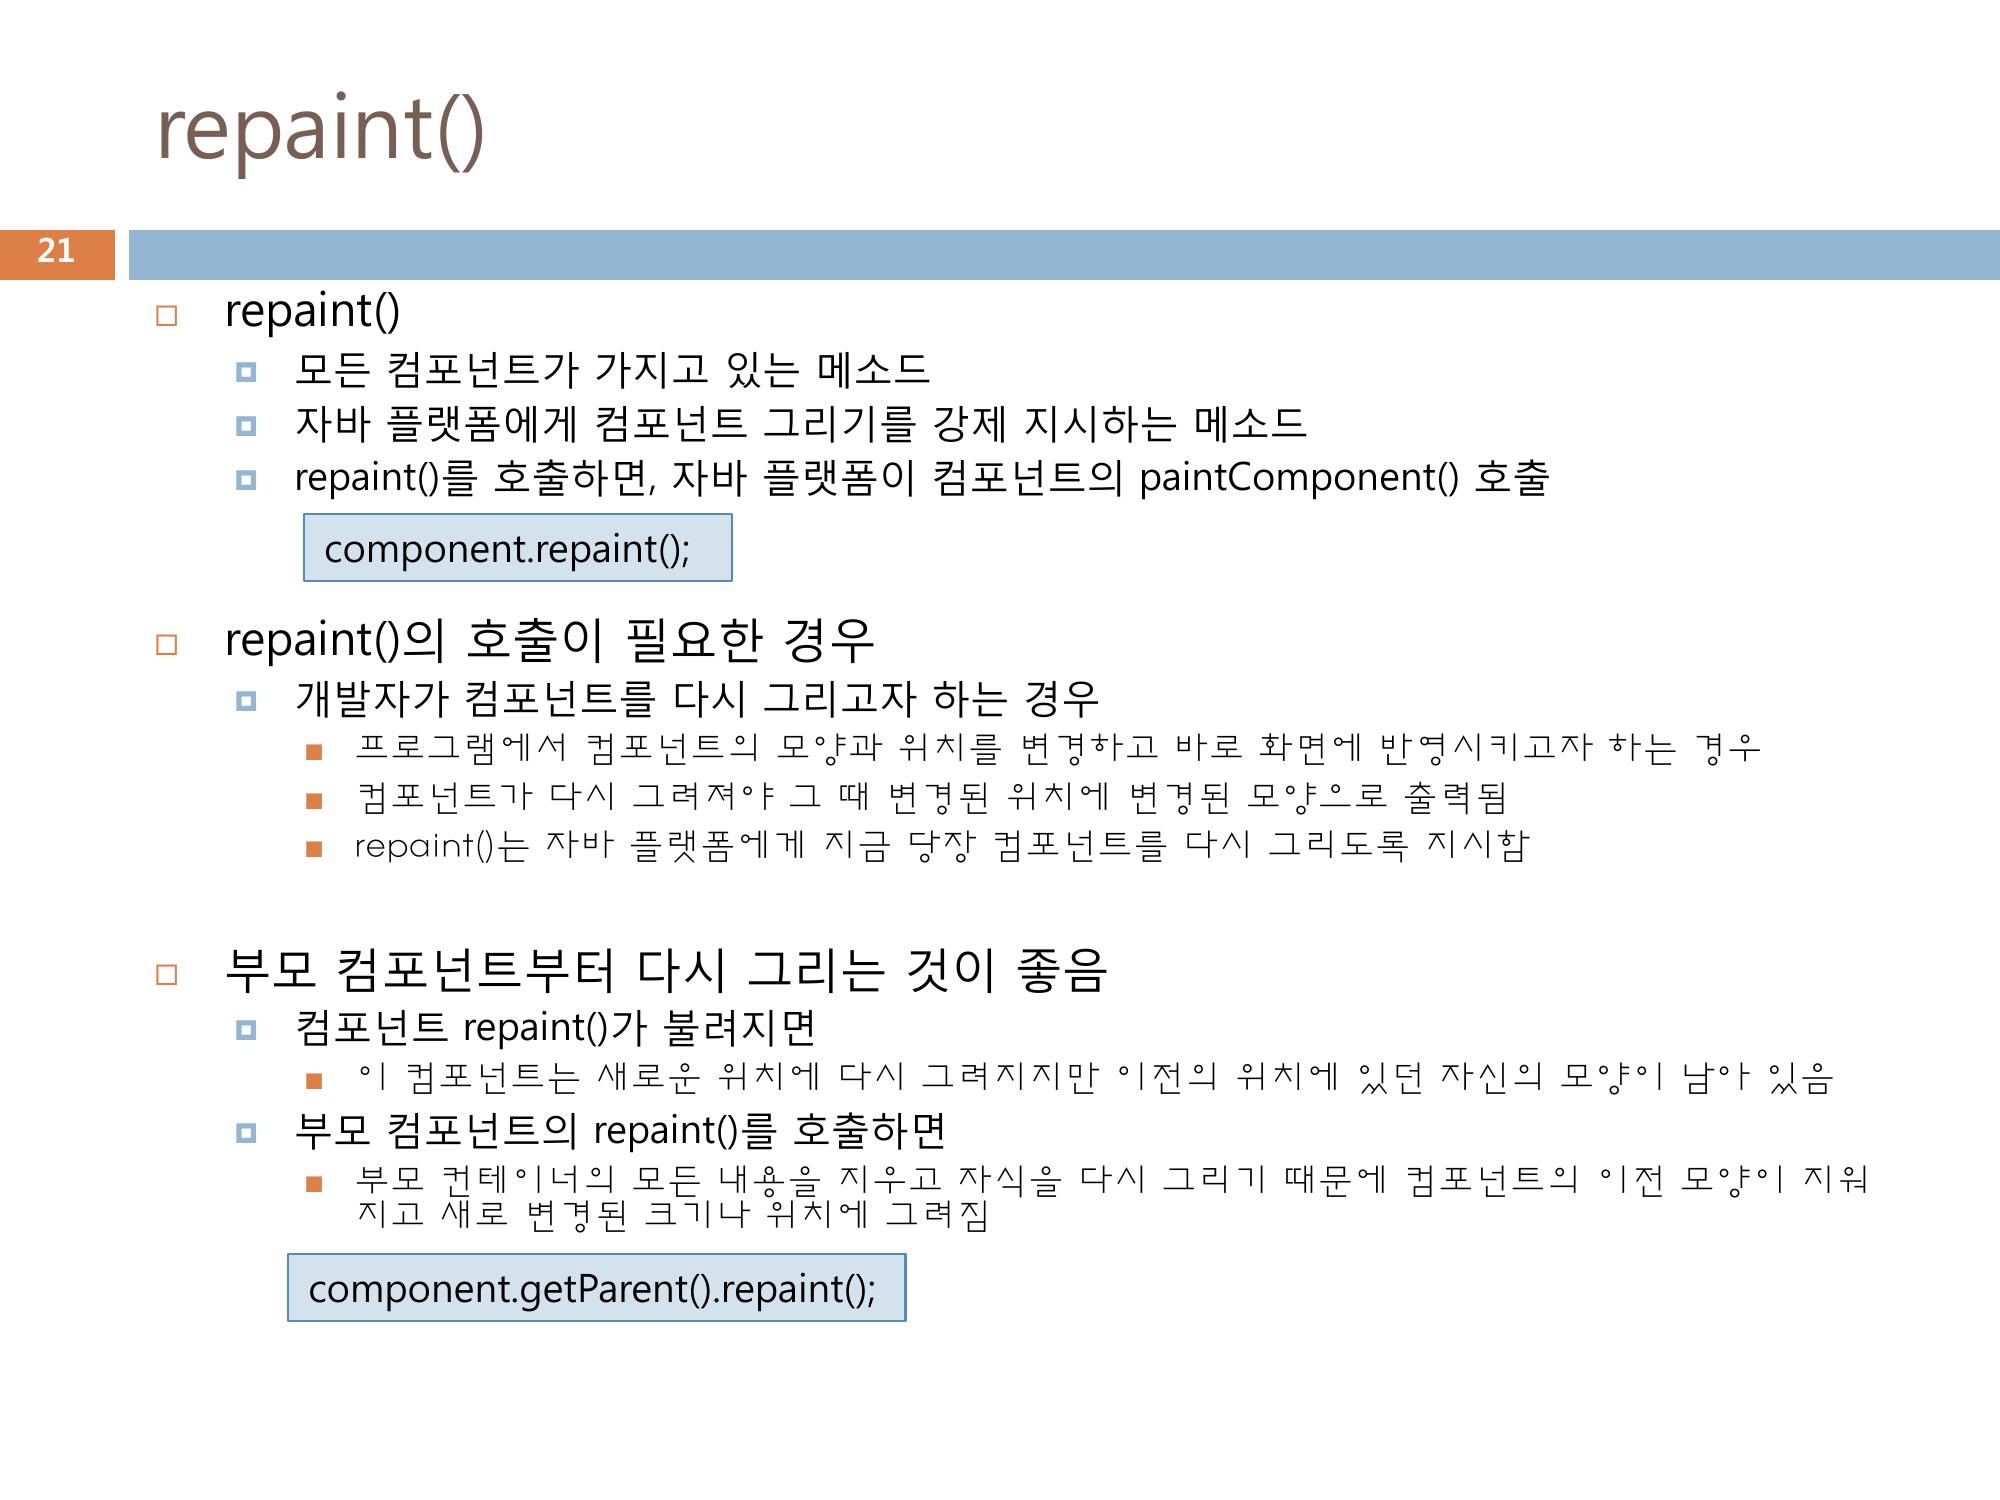 repaint()
21
repaint()
모든 컴포넌트가 가지고 있는 메소드
자바 플랫폼에게 컴포넌트 그리기를 강제 지시하는 메소드
repaint()를 호출하면, 자바 플랫폼이 컴포넌트의 paintComponent() 호출
component.repaint();
repaint()의 호출이 필요한 경우
개발자가 컴포넌트를 다시 그리고자 하는 경우
프로그램에서 컴포넌트의 모양과 위치를 변경하고 바로 화면에 반영시키고자 하는 경우
컴포넌트가 다시 그려져야 그 때 변경된 위치에 변경된 모양으로 출력됨
repaint()는 자바 플랫폼에게 지금 당장 컴포넌트를 다시 그리도록 지시함
부모 컴포넌트부터 다시 그리는 것이 좋음
컴포넌트 repaint()가 불려지면
이 컴포넌트는 새로운 위치에 다시 그려지지만 이전의 위치에 있던 자신의 모양이 남아 있음
부모 컴포넌트의 repaint()를 호출하면
부모 컨테이너의 모든 내용을 지우고 자식을 다시 그리기 때문에 컴포넌트의 이전 모양이 지워
지고 새로 변경된 크기나 위치에 그려짐
component.getParent().repaint();